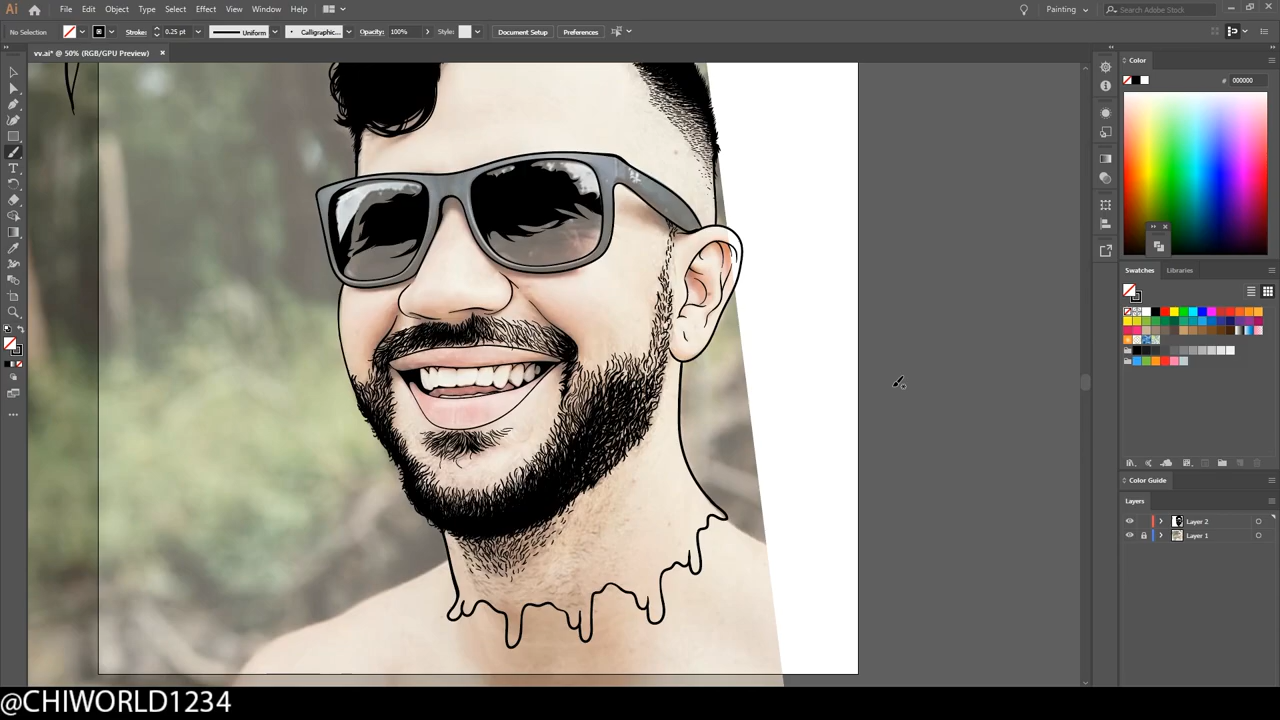 Ai File Edit Object Type Select Effect View Window Help Painting Search Adobe Stock
No Selection Stroke: 0.25 pt Uniform Calligraphic... Opacity: 100% Style: Document Setup Preferences
vv.ai* @ 50% (RGB/GPU Preview)
Color
# 000000
Swatches Libraries
Color Guide
Layers
Layer 2
Layer 1
@CHIWORLD1234